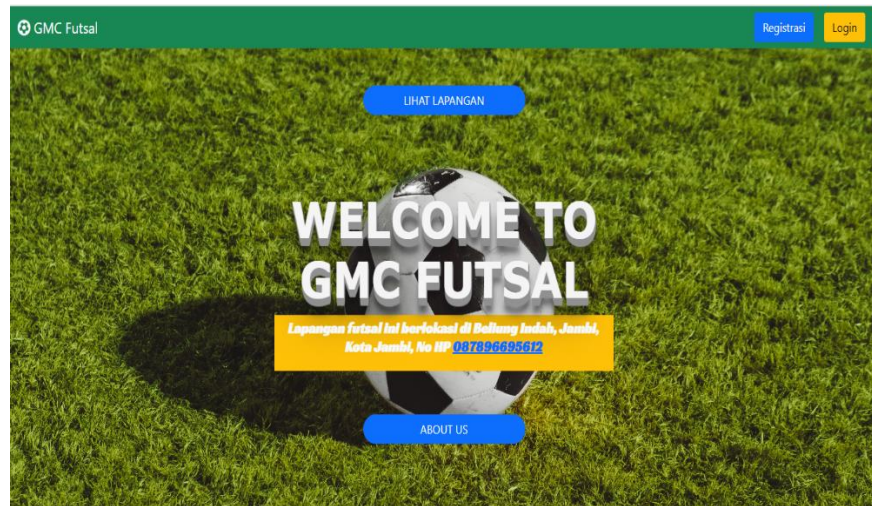 GMC Futsal
Registrasi
Login
LIHAT LAPANGAN
WELCOME TO
GMC FUTSAL
Lapangan futsal ini berlokasi di Beliung Indah, Jambi,
Kota Jambi, No HP 087896695612
ABOUT US